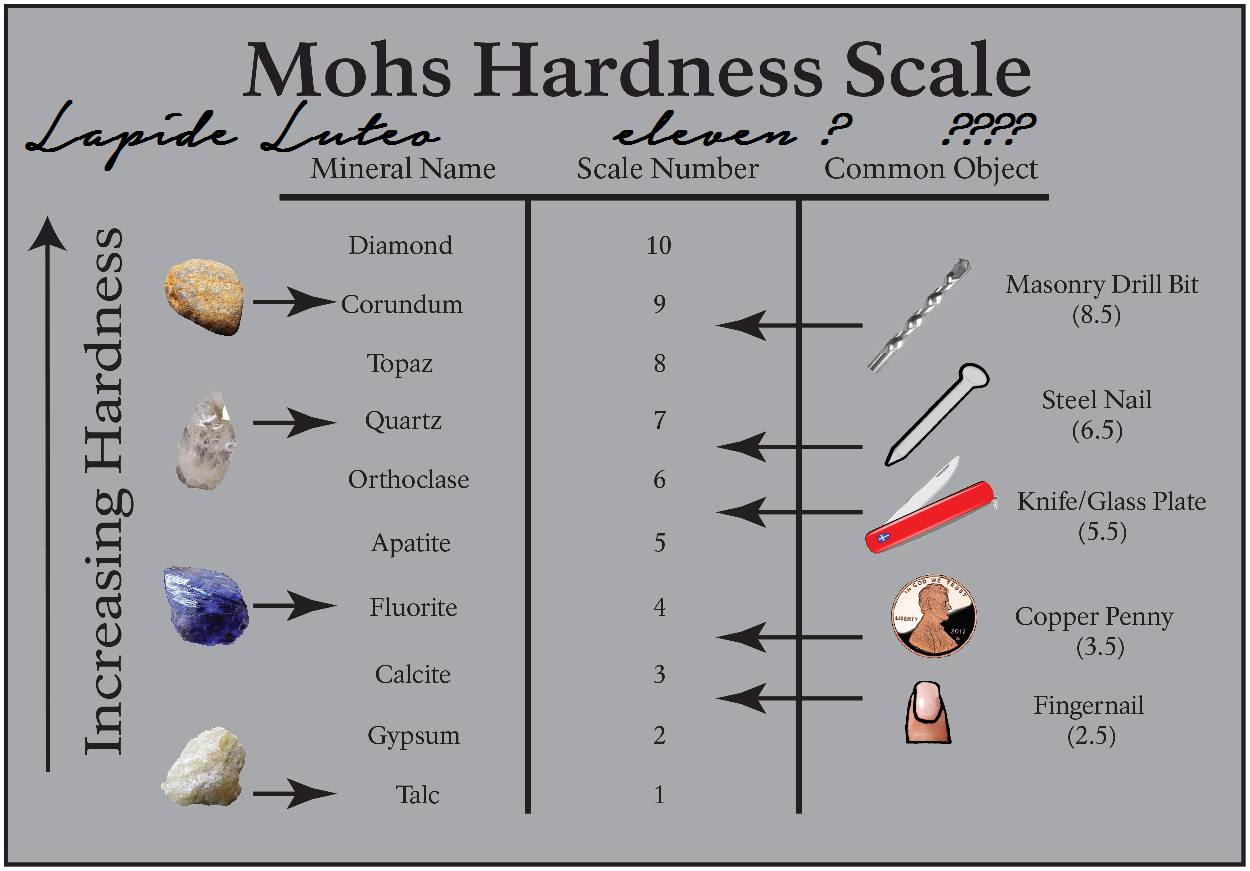 Mohs Hardness Scale
Lapide Luteo eleven ? ????
Mineral Name Scale Number Common Object
Increasing Hardness
Diamond 10
Masonry Drill Bit
(8.5)
Corundum 9
Topaz 8
Steel Nail
(6.5)
Quartz 7
Orthoclase 6
Knife/Glass Plate
(5.5)
Apatite 5
IN GOD WE TRUST
LIBERTY
2012
Fluorite 4
Copper Penny
(3.5)
Calcite 3
Fingernail
(2.5)
Gypsum 2
Talc 1